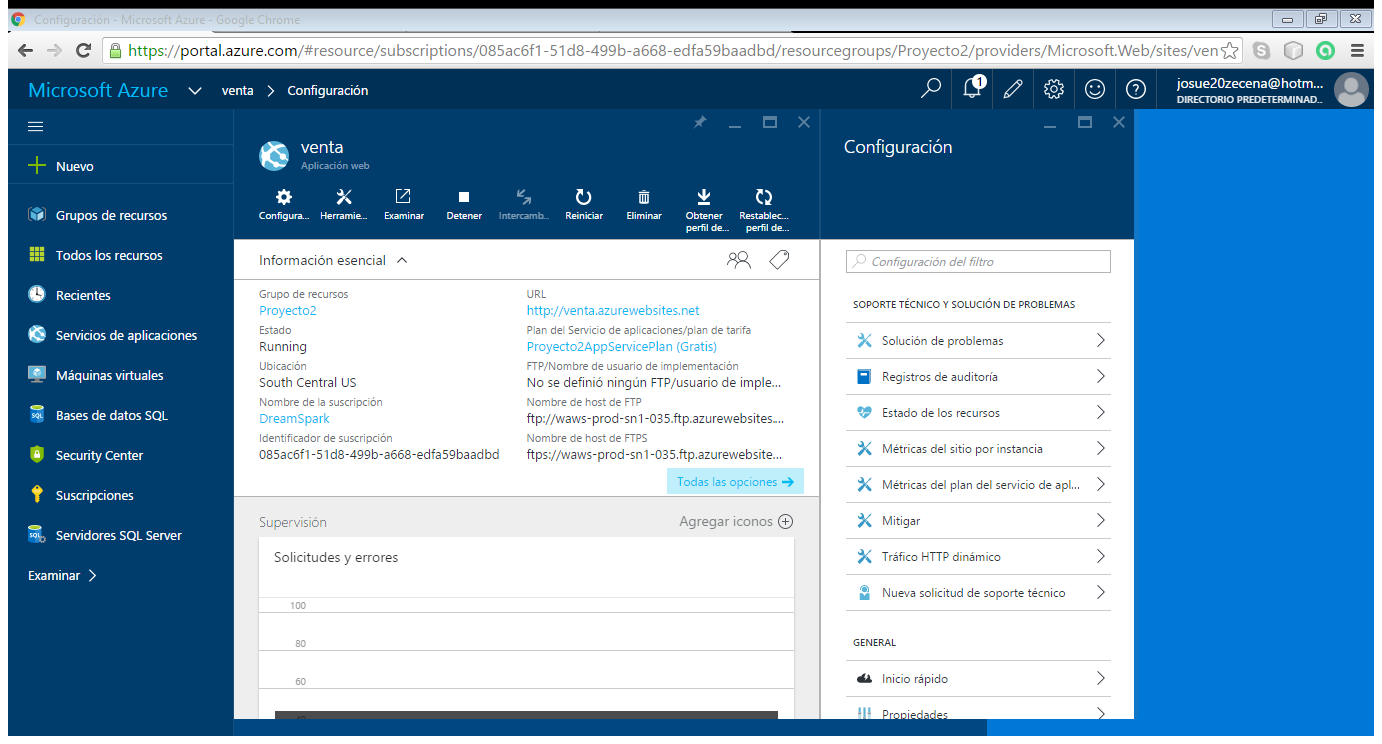 Configuración - Microsoft Azure - Google Chrome
https://portal.azure.com/#resource/subscriptions/085ac6f1-51d8-499b-a668-edfa59baadbd/resourcegroups/Proyecto2/providers/Microsoft.Web/sites/ven
Microsoft Azure venta > Configuración
1
josue20zecena@hotm...
DIRECTORIO PREDETERMINAD...
Nuevo
Grupos de recursos
Todos los recursos
Recientes
Servicios de aplicaciones
Máquinas virtuales
Bases de datos SQL
Security Center
Suscripciones
Servidores SQL Server
Examinar >
venta
Aplicación web
Configura... Herramie... Examinar Detener Intercamb... Reiniciar Eliminar Obtener perfil de... Restablec... perfil de...
Información esencial
Grupo de recursos
Proyecto2
Estado
Running
Ubicación
South Central US
Nombre de la suscripción
DreamSpark
Identificador de suscripción
085ac6f1-51d8-499b-a668-edfa59baadbd
URL
http://venta.azurewebsites.net
Plan del Servicio de aplicaciones/plan de tarifa
Proyecto2AppServicePlan (Gratis)
FTP/Nombre de usuario de implementación
No se definió ningún FTP/usuario de imple...
Nombre de host de FTP
ftp://waws-prod-sn1-035.ftp.azurewebsites....
Nombre de host de FTPS
ftps://waws-prod-sn1-035.ftp.azurewebsite...
Todas las opciones →
Supervisión
Agregar iconos
Solicitudes y errores
100
80
60
40
Configuración
Configuración del filtro
SOPORTE TÉCNICO Y SOLUCIÓN DE PROBLEMAS
Solución de problemas
Registros de auditoría
Estado de los recursos
Métricas del sitio por instancia
Métricas del plan del servicio de apl...
Mitigar
Tráfico HTTP dinámico
Nueva solicitud de soporte técnico
GENERAL
Inicio rápido
Propiedades